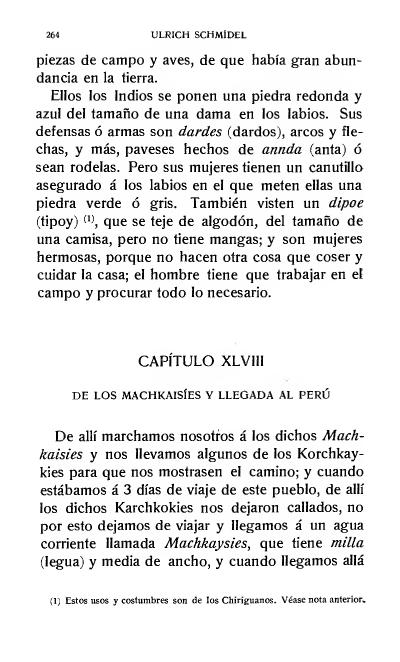 264 ULRICH SCHMÍDEL
piezas de campo y aves, de que había gran abun-
dancia en la tierra.
Ellos los Indios se ponen una piedra redonda y
azul del tamaño de una dama en los labios. Sus
defensas ó armas son dardes (dardos), arcos y fle-
chas, y más, paveses hechos de annda (anta) ó
sean rodelas. Pero sus mujeres tienen un canutillo
asegurado á los labios en el que meten ellas una
piedra verde ó gris. También visten un dipoe
(tipoy) (1), que se teje de algodón, del tamaño de
una camisa, pero no tiene mangas; y son mujeres
hermosas, porque no hacen otra cosa que coser y
cuidar la casa; el hombre tiene que trabajar en el
campo y procurar todo lo necesario.
CAPÍTULO XLVIII
DE LOS MACHKAISÍES Y LLEGADA AL PERÚ
De allí marchamos nosotros á los dichos Mach-
kaisies y nos llevamos algunos de los Korchkay-
kies para que nos mostrasen el camino; y cuando
estábamos á 3 días de viaje de este pueblo, de allí
los dichos Karchkokies nos dejaron callados, no
por esto dejamos de viajar y llegamos á un agua
corriente llamada Machkaysies, que tiene milla
(legua) y media de ancho, y cuando llegamos allá
(1) Estos usos y costumbres son de los Chiriguanos. Véase nota anterior.